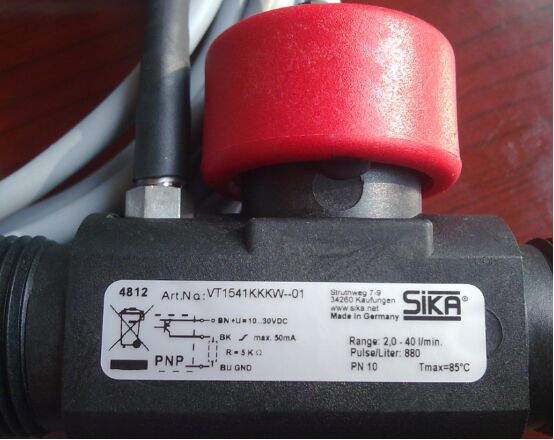 4812 Art.No: VT1541KKKW--01
Struthweg 7-9
34260 Kaufungen
www.sika.net
Made in Germany
SIKA®
BN +U = 10...30VDC
BK max. 50mA
R = 5 K Ω
PNP
BU GND
Range: 2,0 - 40 l/min.
Pulse/Liter: 880
PN 10 Tmax=85°C